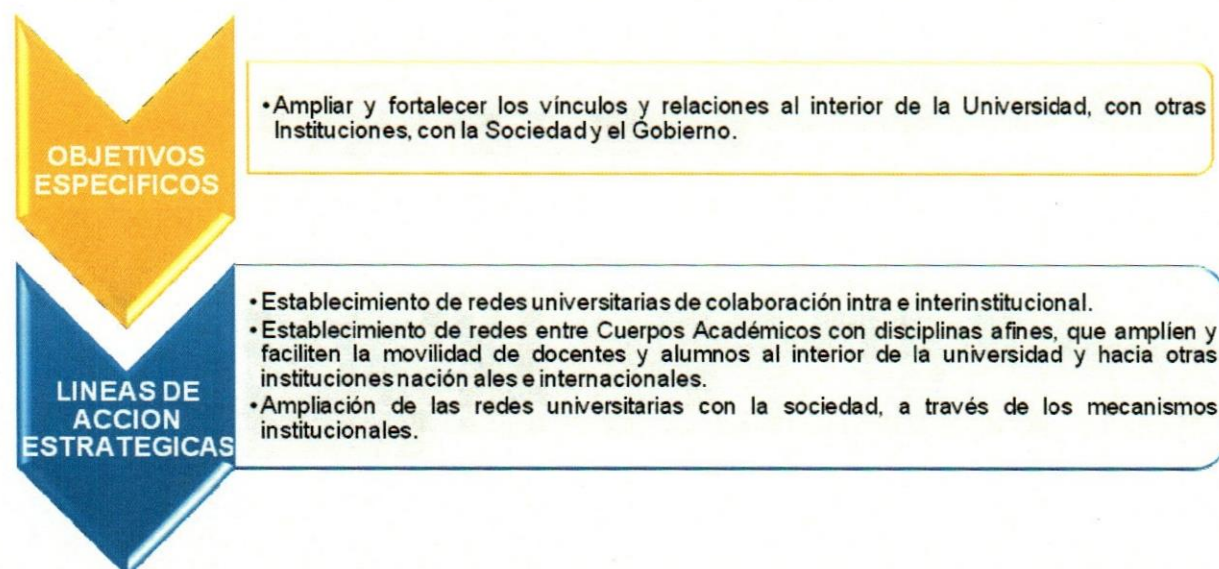 OBJETIVOS
ESPECIFICOS
•Ampliar y fortalecer los vínculos y relaciones al interior de la Universidad, con otras
Instituciones, con la Sociedad y el Gobierno.
LINEAS DE
ACCION
ESTRATEGICAS
•Establecimiento de redes universitarias de colaboración intra e interinstitucional.
•Establecimiento de redes entre Cuerpos Académicos con disciplinas afines, que amplíen y
faciliten la movilidad de docentes y alumnos al interior de la universidad y hacia otras
instituciones nación ales e internacionales.
•Ampliación de las redes universitarias con la sociedad, a través de los mecanismos
institucionales.